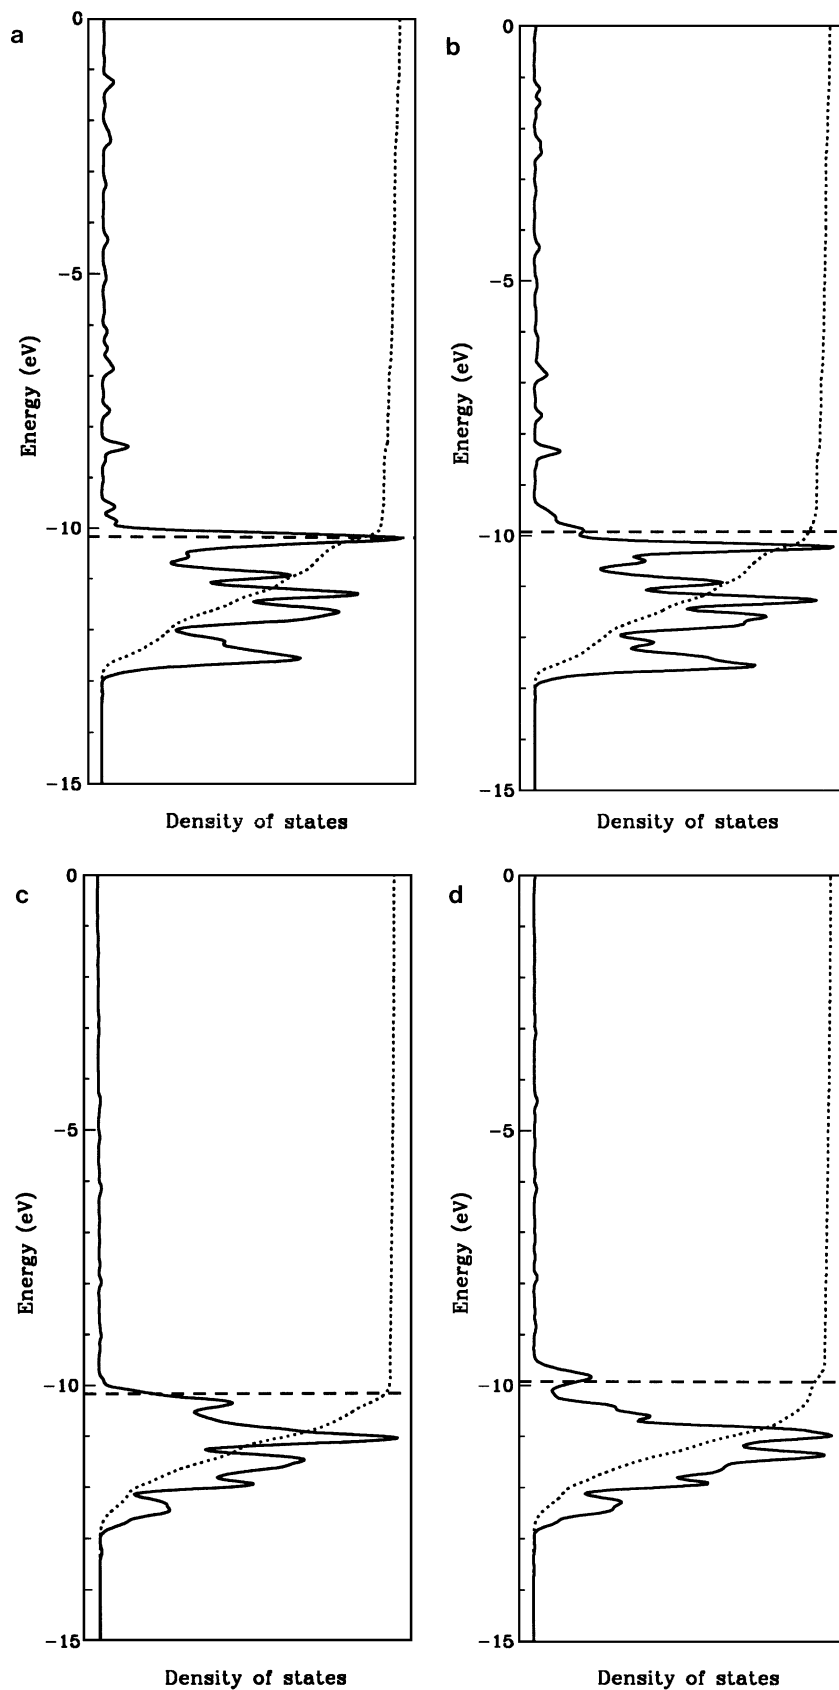 a
0
-5
-10
-15
Energy (eV)
Density of states
b
0
-5
-10
-15
Energy (eV)
Density of states
c
0
-5
-10
-15
Energy (eV)
Density of states
d
0
-5
-10
-15
Energy (eV)
Density of states